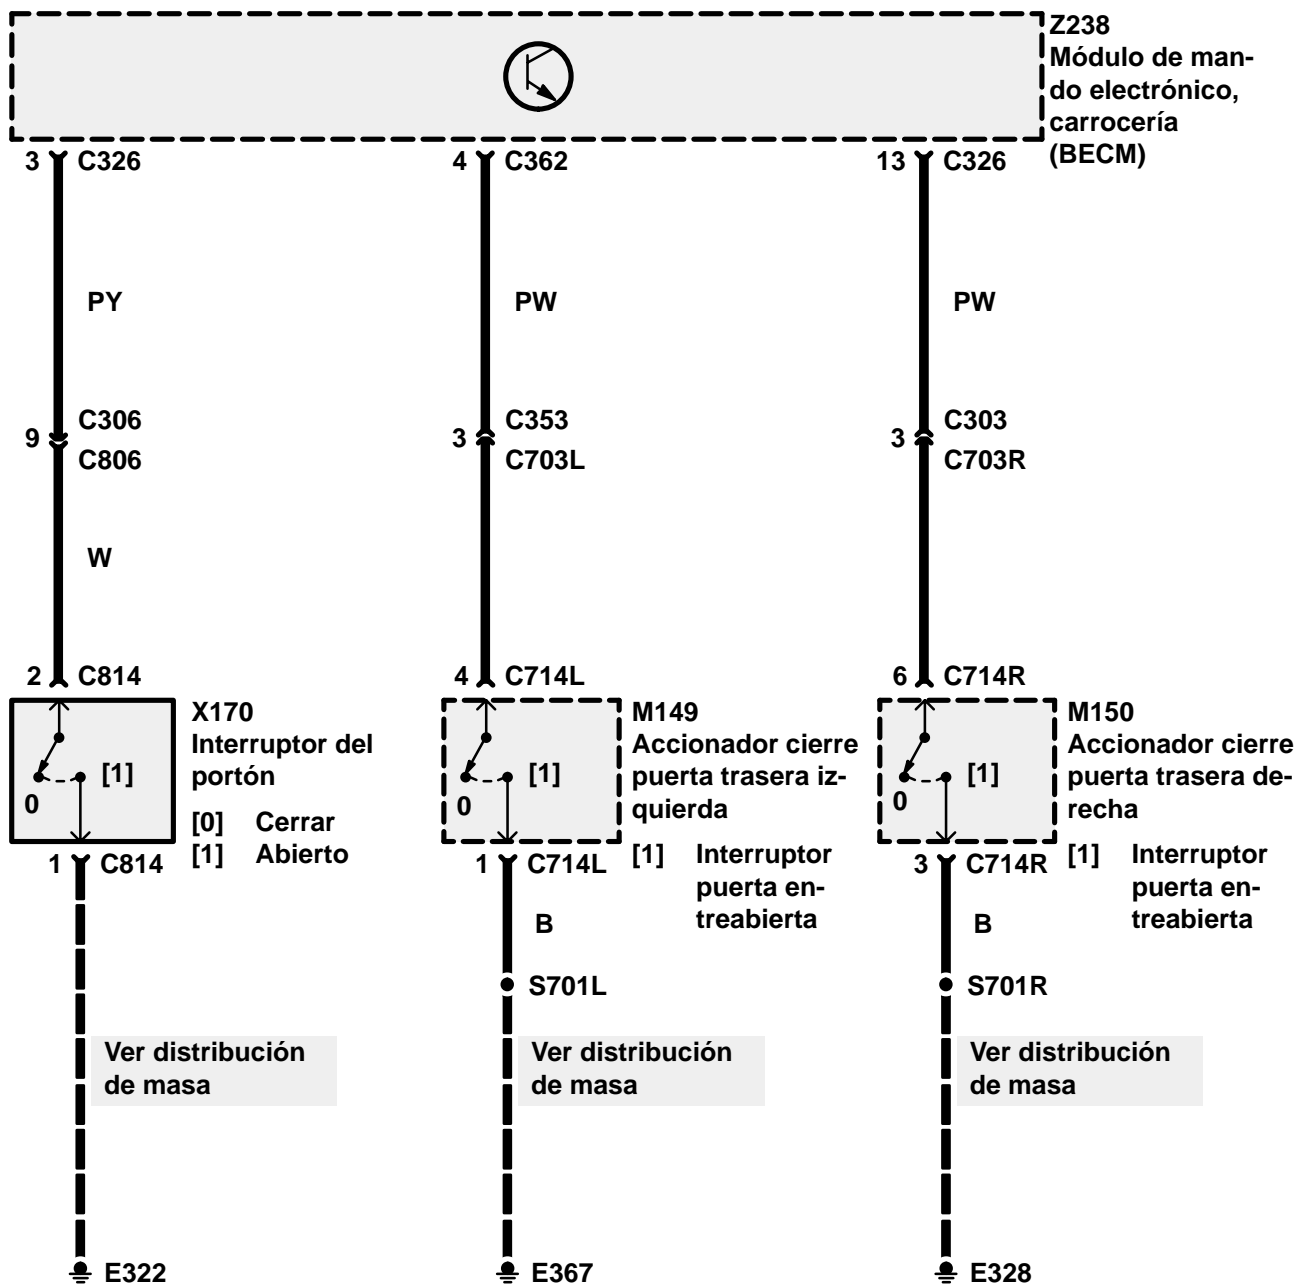 Z238
Módulo de man-
do electrónico,
carrocería
(BECM)
3 C326
4 C362
13 C326
PY
PW
PW
9
C306
C806
3
C353
C703L
3
C303
C703R
W
2 C814
4 C714L
6 C714R
0
[1]
X170
Interruptor del
portón
[0] Cerrar
[1] Abierto
0
[1]
M149
Accionador cierre
puerta trasera iz-
quierda
[1] Interruptor
puerta en-
treabierta
0
[1]
M150
Accionador cierre
puerta trasera de-
recha
[1] Interruptor
puerta en-
treabierta
1 C814
1 C714L
3 C714R
B
B
S701L
S701R
Ver distribución
de masa
Ver distribución
de masa
Ver distribución
de masa
E322
E367
E328